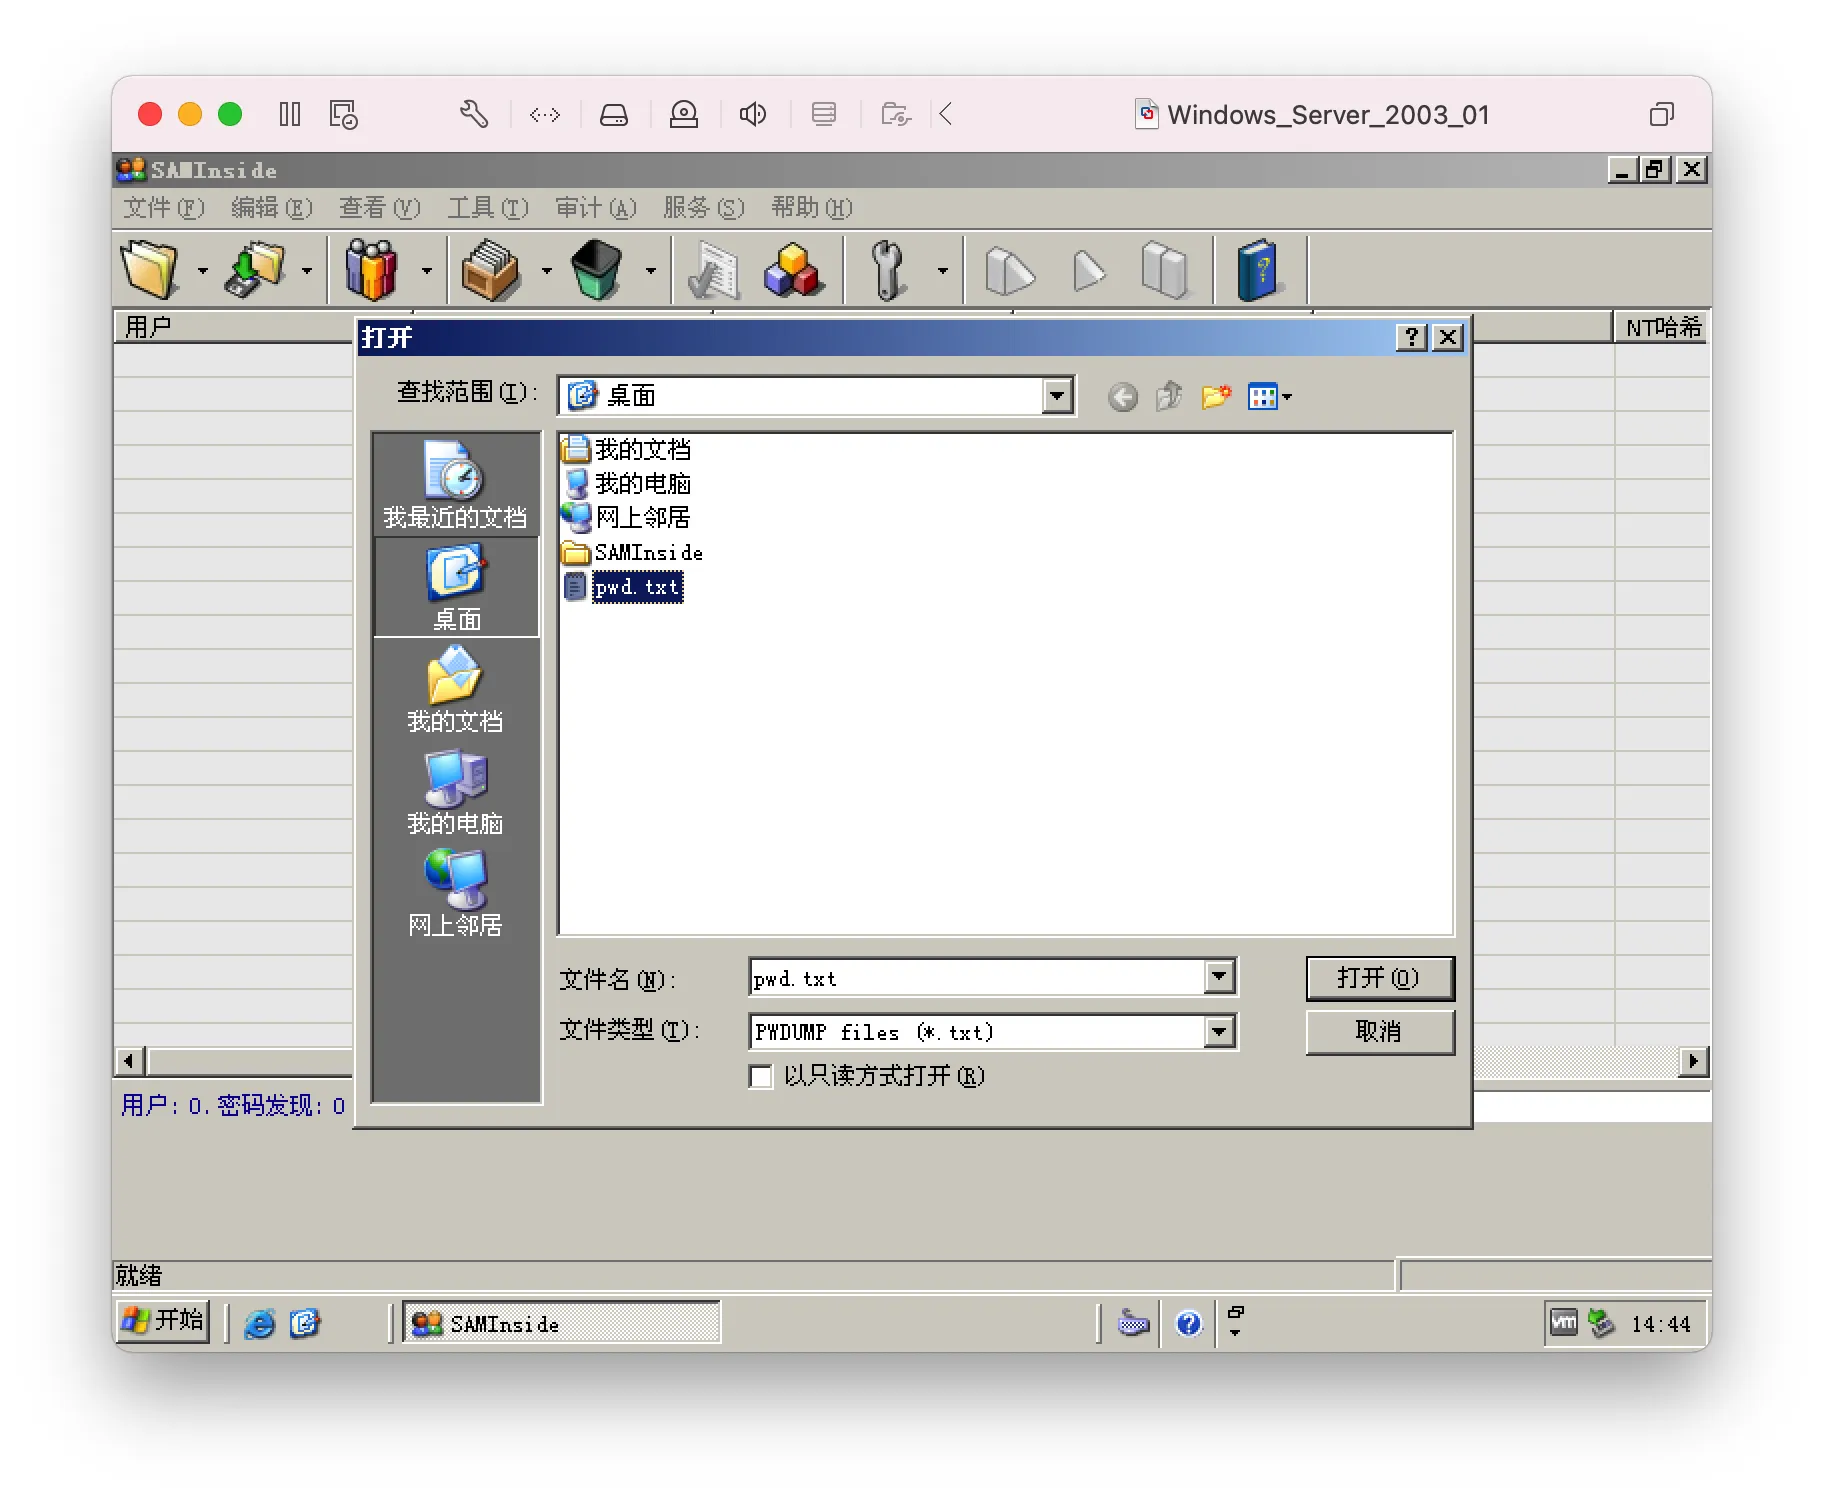 Windows_Server_2003_01
SAMInside
文件(F) 编辑(E) 查看(V) 工具(T) 审计(A) 服务(S) 帮助(H)
用户
NT哈希
打开
查找范围(I):
桌面
我最近的文档
桌面
我的文档
我的电脑
网上邻居
我的文档
我的电脑
网上邻居
SAMInside
pwd.txt
文件名(N):
pwd.txt
打开(O)
文件类型(T):
PWDUMP files (*.txt)
取消
以只读方式打开(R)
用户: 0. 密码发现: 0
就绪
开始
SAMInside
vm
14:44